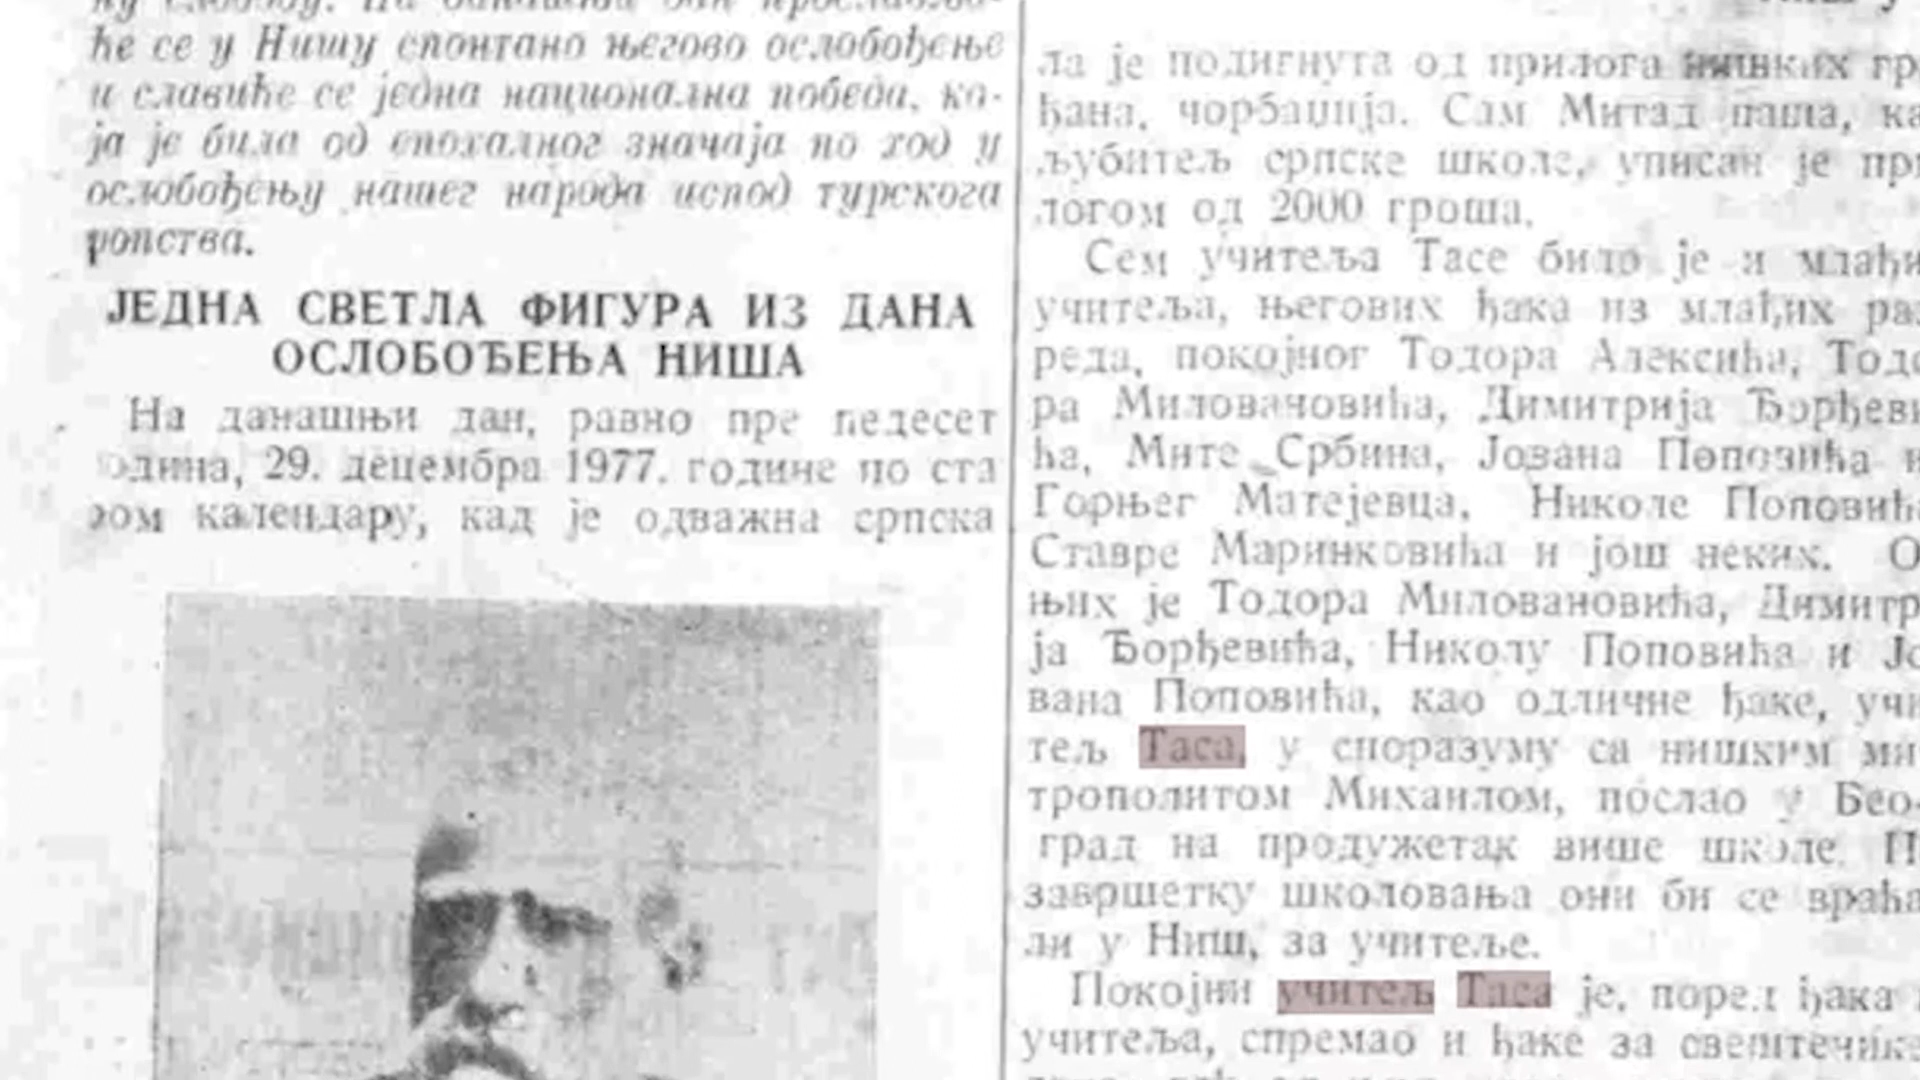 ће се у Нишу спонтано његово ослобођење
и славиће се једна национална победа, ко-
ја је била од епохалног значаја по ход у
ослобођењу нашег народа испод турскога
ропства.
ЈЕДНА СВЕТЛА ФИГУРА ИЗ ДАНА
ОСЛОБОЂЕЊА НИША
На данашњи дан, равно пре педесет
одина, 29. децембра 1977. године по ста
ром календару, кад је одважна српска
ла је подигнута од прилога нишких гр
ђана, чорбаџија. Сам Митад паша, ка
љубитељ српске школе, уписан је при
логом од 2000 гроша.
Сем учитеља Тасе било је и млађи
учитеља, његових ђака из млађих раз
реда, покојног Тодора Алексића, Тодо
ра Миловановића, Димитрија Ђорђеви
ћа, Мите Србина, Јована Поповића и
Горњег Матејевца, Николе Поповић
Ставре Маринковића и још неких. О
њих је Тодора Миловановића, Димитр
ја Ђорђевића, Николу Поповића и Јо
вана Поповића, као одличне ђаке, учи
тељ Таса, у споразуму са нишким ми
трополитом Михаилом, послао у Бео-
град на продужетак више школе. П
завршетку школовања они би се враћа
ли у Ниш, за учитеље.
Покојни учитељ Таса је, поред ђака
учитеља, спремао и ђаке за свештенике